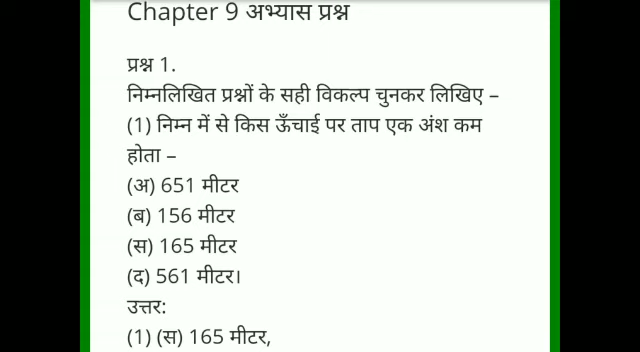 Chapter 9 अभ्यास प्रश्न
प्रश्न 1.
निम्नलिखित प्रश्नों के सही विकल्प चुनकर लिखिए –
(1) निम्न में से किस ऊँचाई पर ताप एक अंश कम
होता –
(अ) 651 मीटर
(ब) 156 मीटर
(स) 165 मीटर
(द) 561 मीटर।
उत्तर:
(1) (स) 165 मीटर,